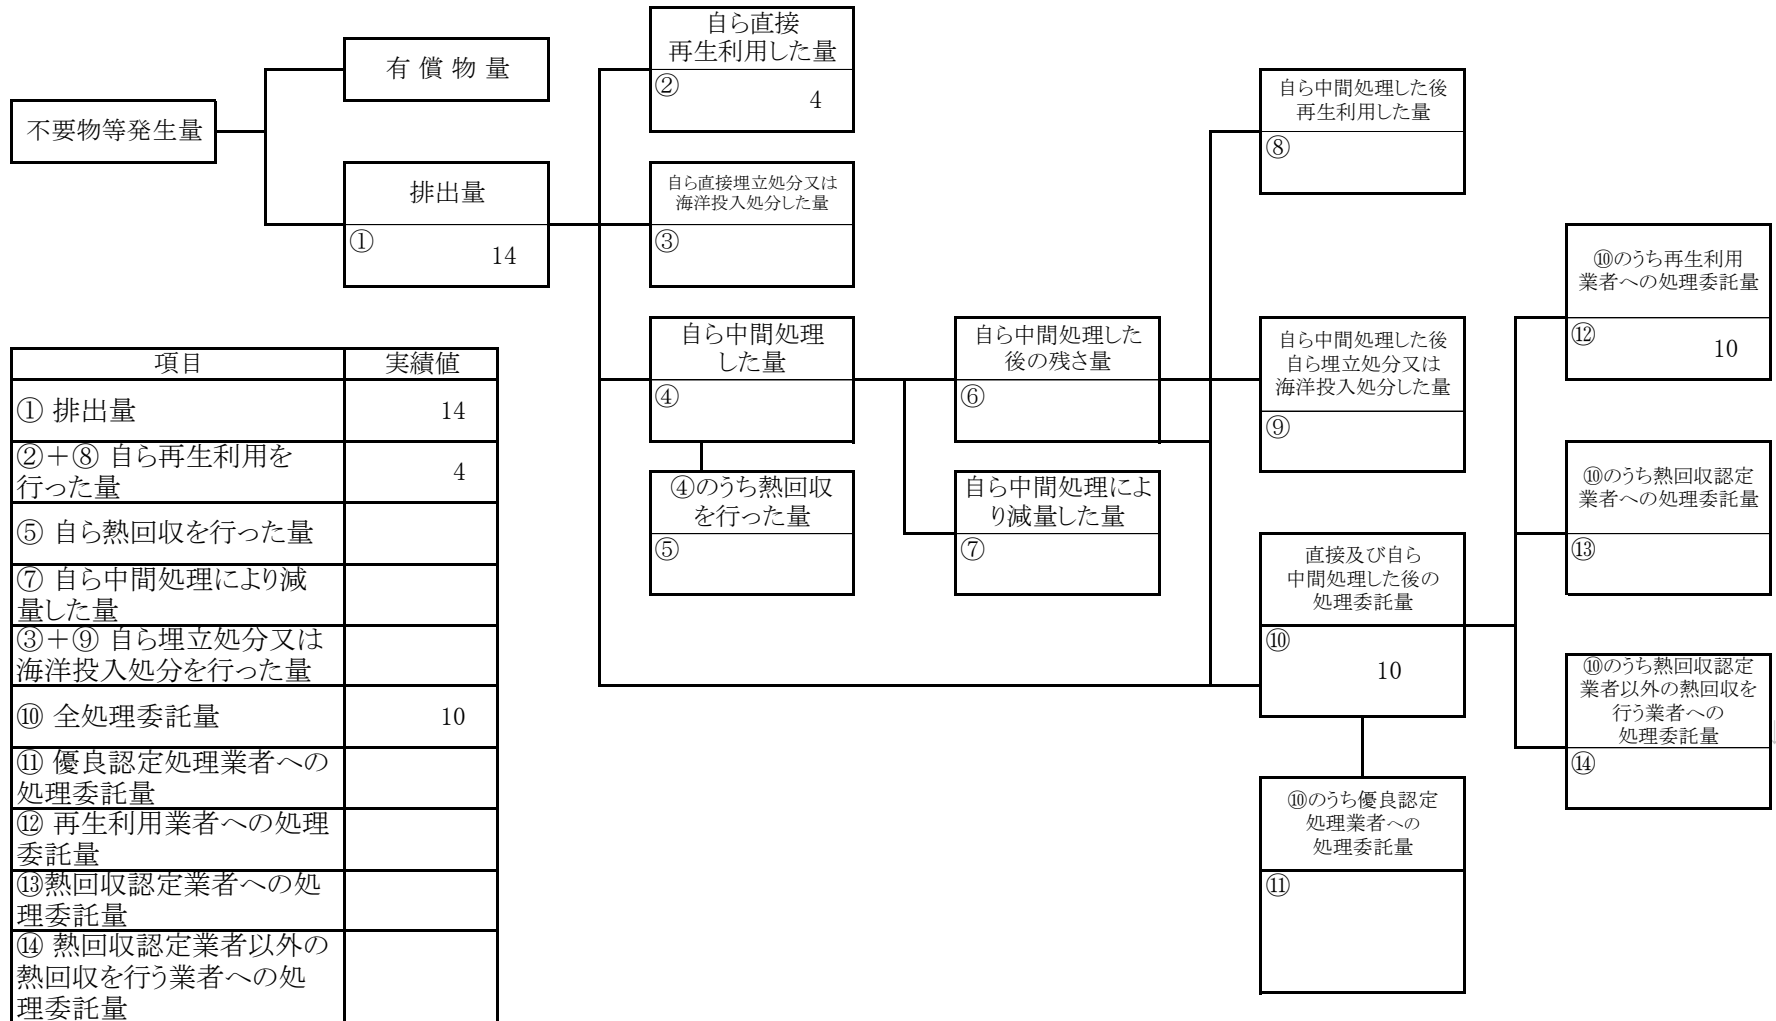 不要物等発生量
有償物量
排出量
①
14
自ら直接
再生利用した量
②
4
自ら直接埋立処分又は
海洋投入処分した量
③
自ら中間処理
した量
④
④のうち熱回収
を行った量
⑤
自ら中間処理した
後の残さ量
⑥
自ら中間処理によ
り減量した量
⑦
自ら中間処理した後
再生利用した量
⑧
自ら中間処理した後
自ら埋立処分又は
海洋投入処分した量
⑨
直接及び自ら
中間処理した後の
処理委託量
⑩
10
⑩のうち優良認定
処理業者への
処理委託量
⑪
⑩のうち再生利用
業者への処理委託量
⑫
10
⑩のうち熱回収認定
業者への処理委託量
⑬
⑩のうち熱回収認定
業者以外の熱回収を
行う業者への
処理委託量
⑭
項目 実績値
① 排出量 14
②+⑧ 自ら再生利用を
行った量 4
⑤ 自ら熱回収を行った量
⑦ 自ら中間処理により減
量した量
③+⑨ 自ら埋立処分又は
海洋投入処分を行った量
⑩ 全処理委託量 10
⑪ 優良認定処理業者への
処理委託量
⑫ 再生利用業者への処理
委託量
⑬熱回収認定業者への処
理委託量
⑭ 熱回収認定業者以外の
熱回収を行う業者への処
理委託量